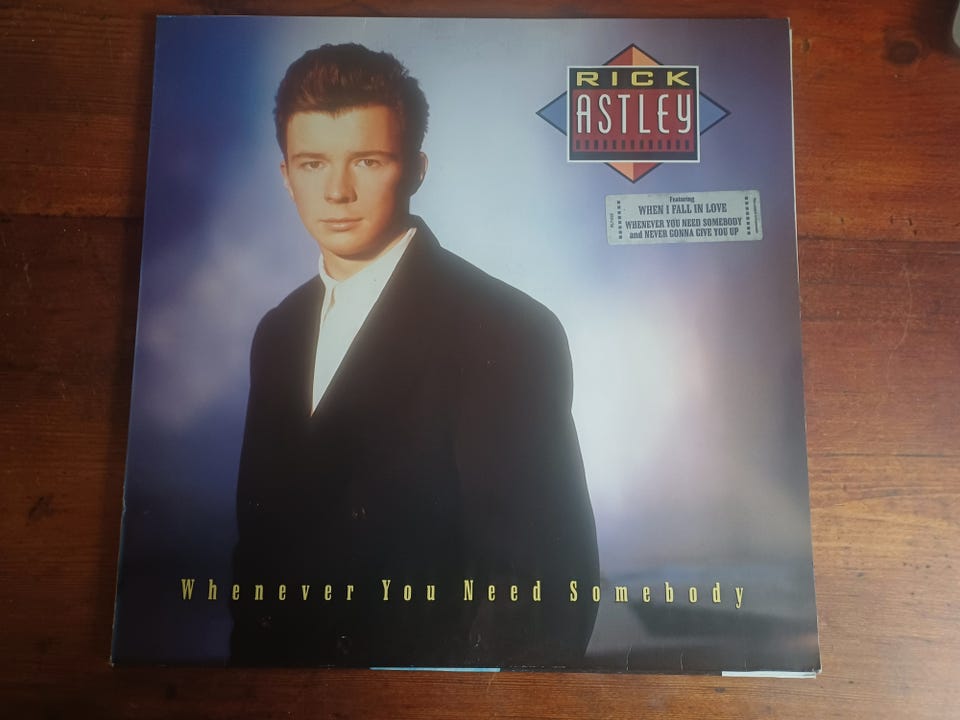 RICK
ASTLEY
Featuring
WHEN I FALL IN LOVE
WHENEVER YOU NEED SOMEBODY
and NEVER GONNA GIVE YOU UP
Whenever You Need Somebody